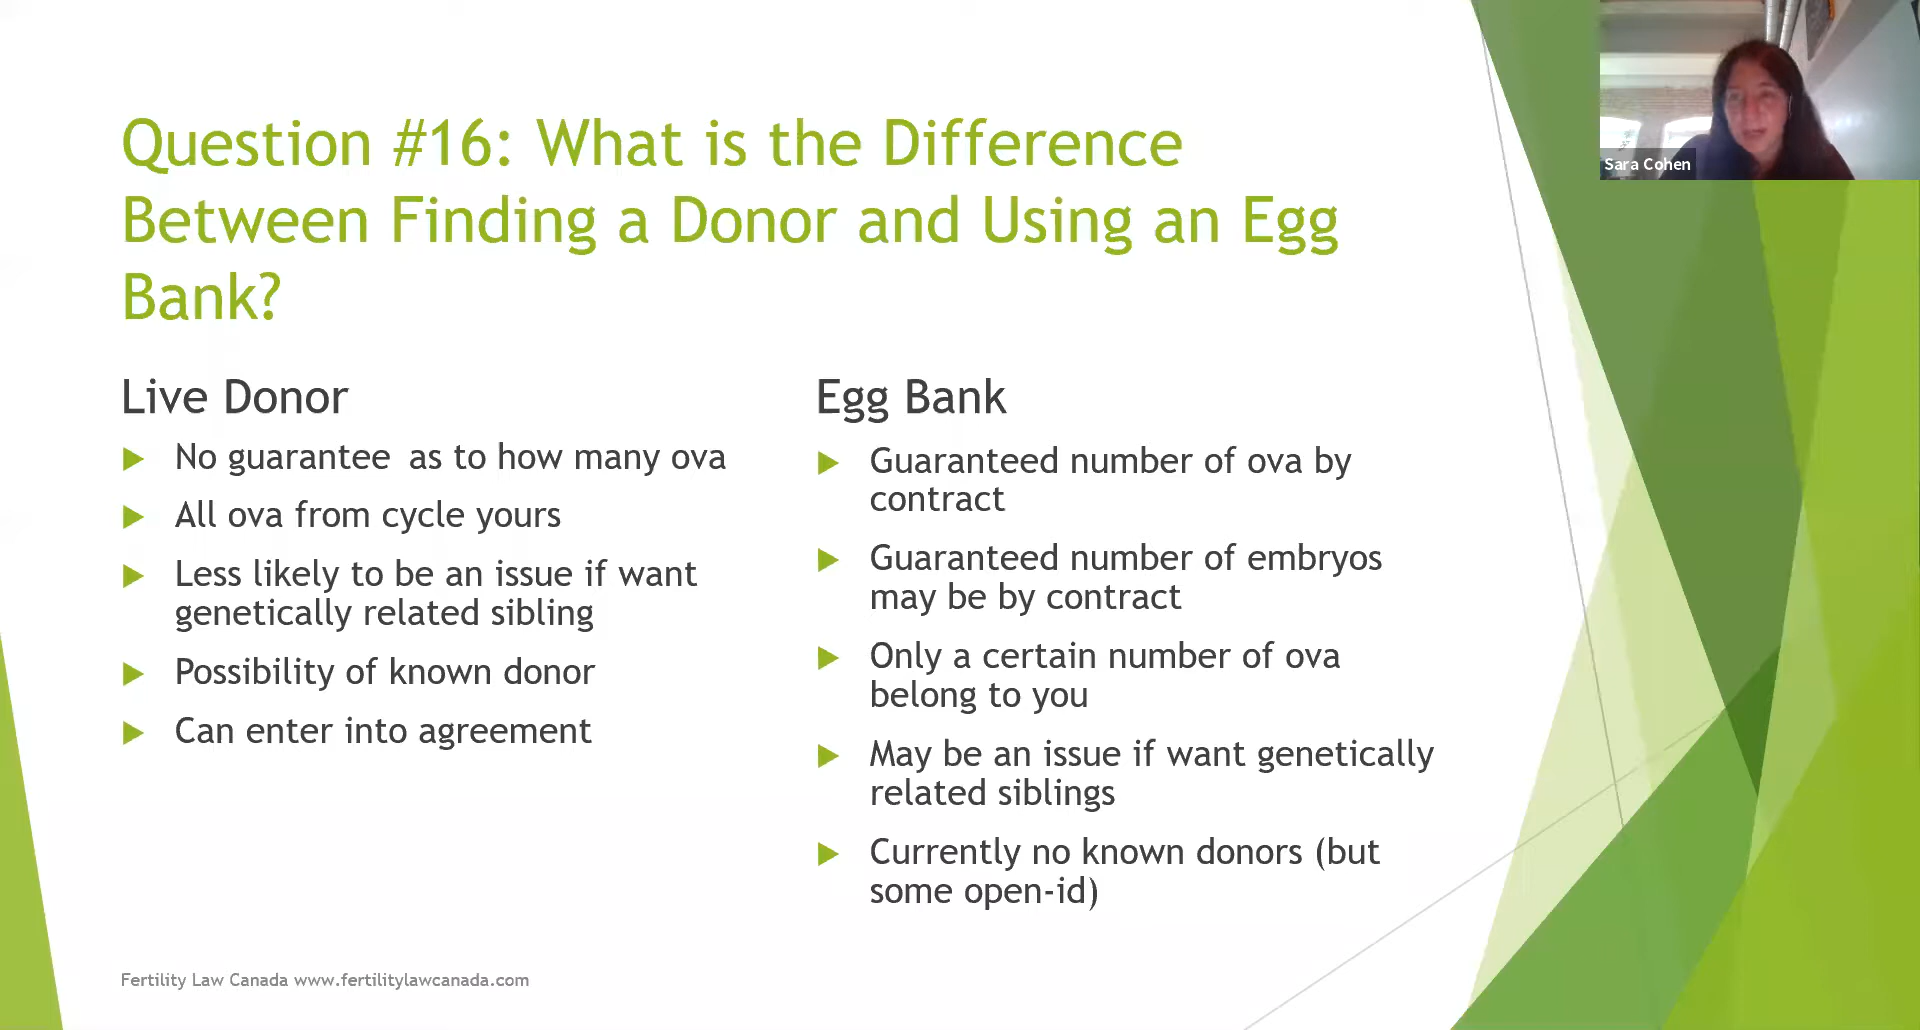 Question #16: What is the Difference
Between Finding a Donor and Using an Egg
Bank?
Live Donor
No guarantee as to how many ova
All ova from cycle yours
Less likely to be an issue if want
genetically related sibling
Possibility of known donor
Can enter into agreement
Egg Bank
Guaranteed number of ova by
contract
Guaranteed number of embryos
may be by contract
Only a certain number of ova
belong to you
May be an issue if want genetically
related siblings
Currently no known donors (but
some open-id)
Fertility Law Canada www.fertilitylawcanada.com
Sara Cohen